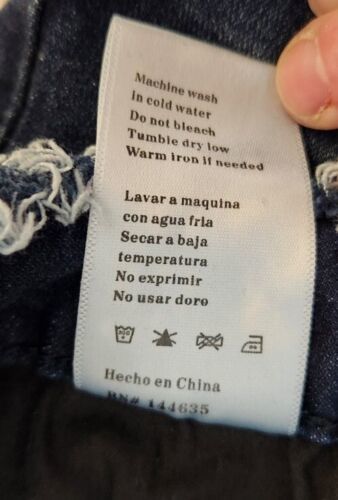 Machine wash
in cold water
Do not bleach
Tumble dry low
Warm iron if needed
Lavar a maquina
con agua fria
Secar a baja
temperatura
No exprimir
No usar doro
Hecho en China
RN# 144635